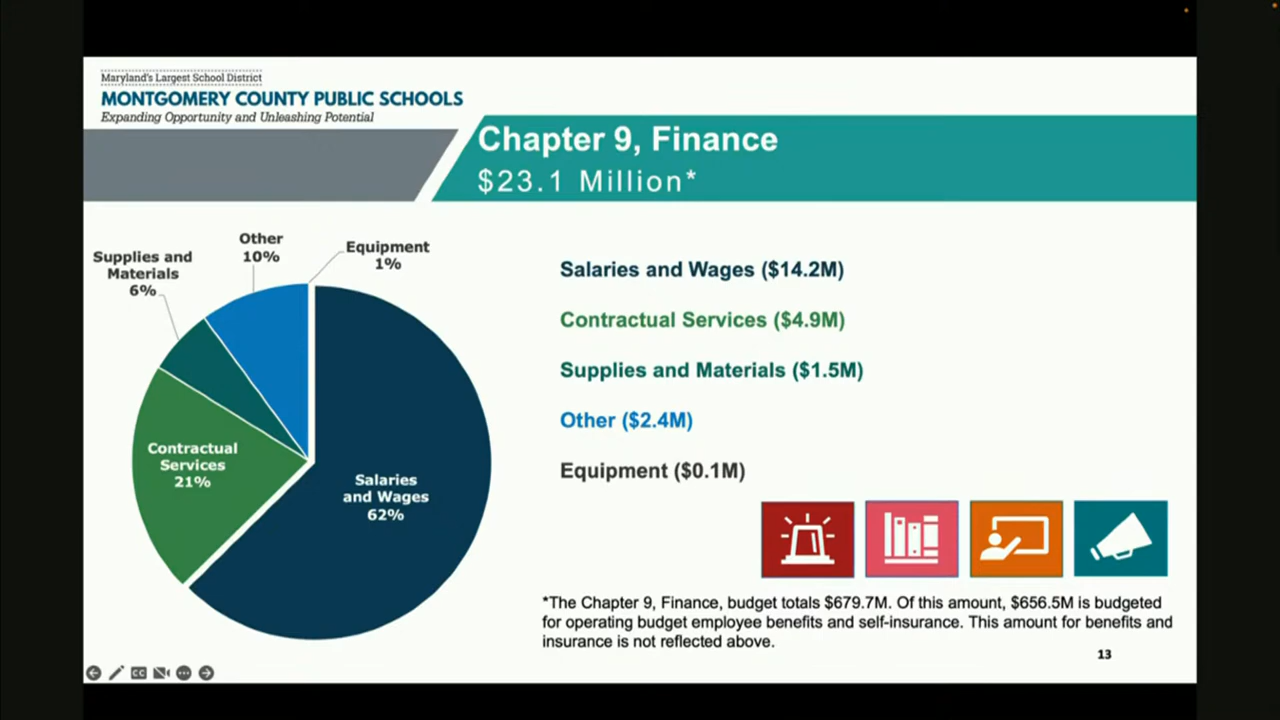 Maryland's Largest School District
MONTGOMERY COUNTY PUBLIC SCHOOLS
Expanding Opportunity and Unleashing Potential
Chapter 9, Finance
$23.1 Million*
Supplies and
Materials
6%
Other
10%
Equipment
1%
Contractual
Services
21%
Salaries
and Wages
62%
Salaries and Wages ($14.2M)
Contractual Services ($4.9M)
Supplies and Materials ($1.5M)
Other ($2.4M)
Equipment ($0.1M)
*The Chapter 9, Finance, budget totals $679.7M. Of this amount, $656.5M is budgeted
for operating budget employee benefits and self-insurance. This amount for benefits and
insurance is not reflected above.
13
CC